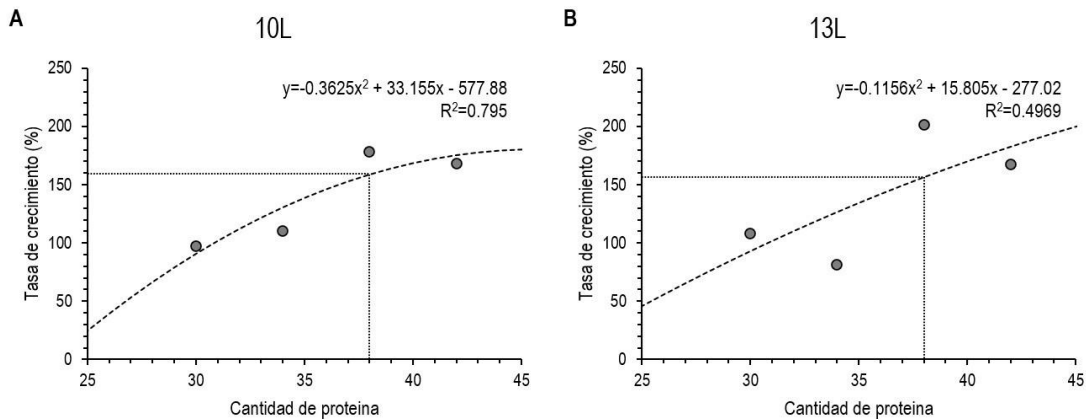 A
10L
y=-0.3625x² + 33.155x - 577.88
R²=0.795
Tasa de crecimiento (%)
250
200
150
100
50
0
25
30
35
40
45
Cantidad de proteina
B
13L
y=-0.1156x² + 15.805x - 277.02
R²=0.4969
Tasa de crecimiento (%)
250
200
150
100
50
0
25
30
35
40
45
Cantidad de proteina